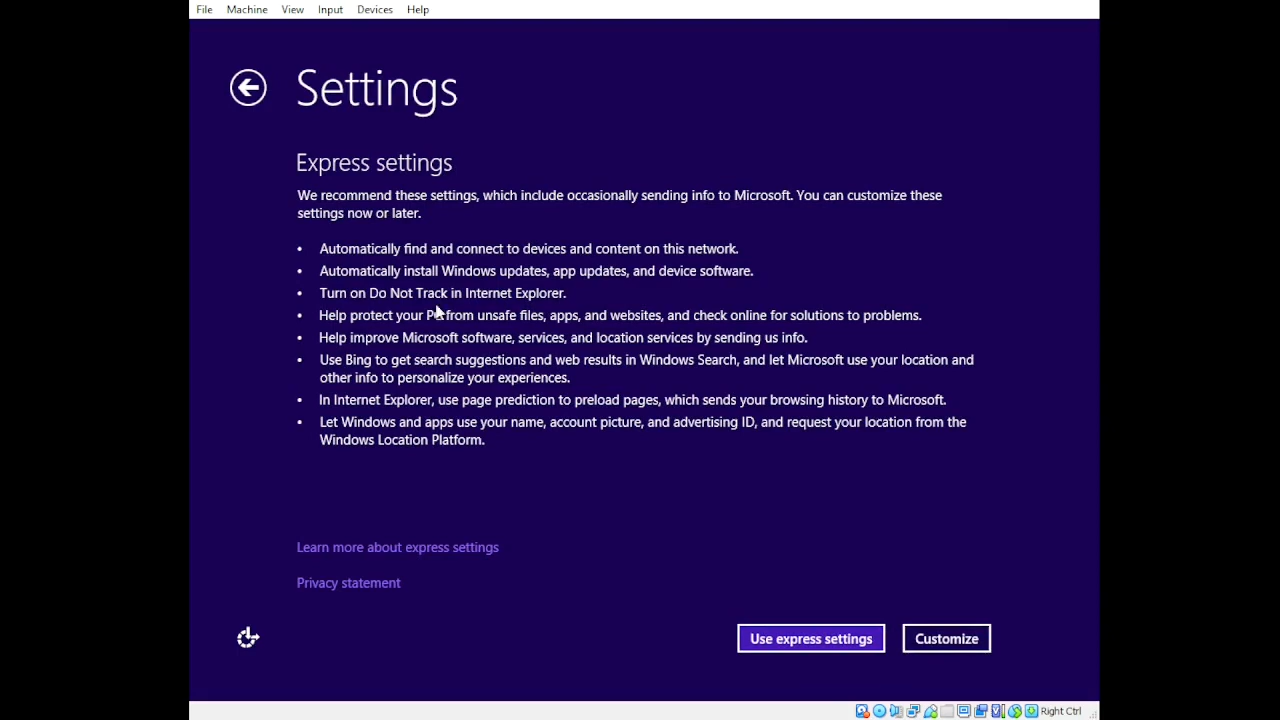 File Machine View Input Devices Help
Settings
Express settings
We recommend these settings, which include occasionally sending info to Microsoft. You can customize these
settings now or later.
• Automatically find and connect to devices and content on this network.
• Automatically install Windows updates, app updates, and device software.
• Turn on Do Not Track in Internet Explorer.
• Help protect your from unsafe files, apps, and websites, and check online for solutions to problems.
• Help improve Microsoft software, services, and location services by sending us info.
• Use Bing to get search suggestions and web results in Windows Search, and let Microsoft use your location and
other info to personalize your experiences.
• In Internet Explorer, use page prediction to preload pages, which sends your browsing history to Microsoft.
• Let Windows and apps use your name, account picture, and advertising ID, and request your location from the
Windows Location Platform.
Learn more about express settings
Privacy statement
Use express settings Customize
Right Ctrl